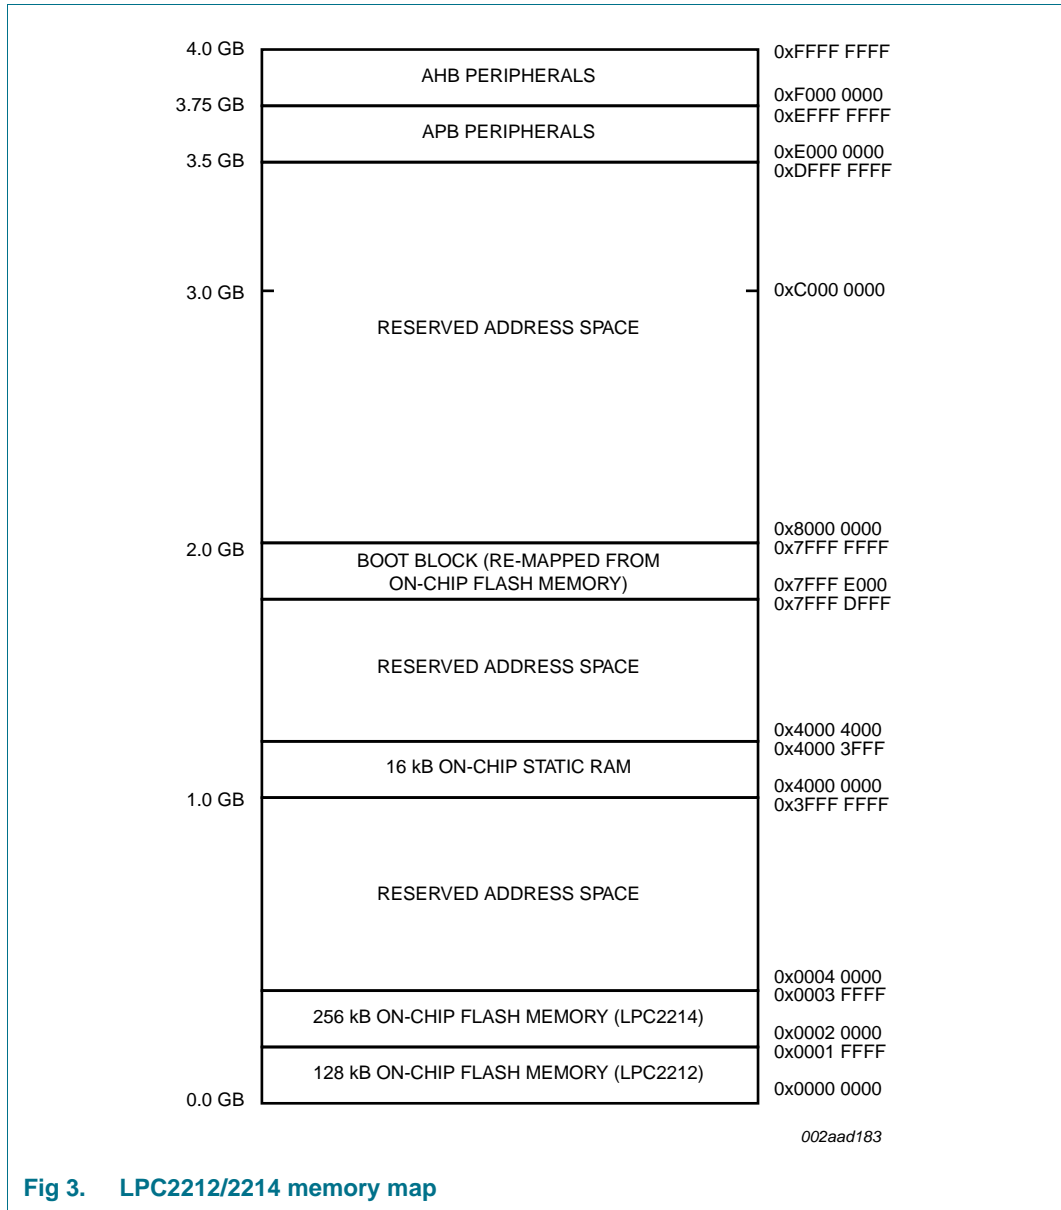 4.0 GB
0xFFFF FFFF
AHB PERIPHERALS
0xF000 0000
3.75 GB
0xEFFF FFFF
APB PERIPHERALS
0xE000 0000
3.5 GB
0xDFFF FFFF
3.0 GB
0xC000 0000
RESERVED ADDRESS SPACE
0x8000 0000
2.0 GB
0x7FFF FFFF
BOOT BLOCK (RE-MAPPED FROM
ON-CHIP FLASH MEMORY)
0x7FFF E000
0x7FFF DFFF
RESERVED ADDRESS SPACE
0x4000 4000
0x4000 3FFF
16 kB ON-CHIP STATIC RAM
0x4000 0000
1.0 GB
0x3FFF FFFF
RESERVED ADDRESS SPACE
0x0004 0000
0x0003 FFFF
256 kB ON-CHIP FLASH MEMORY (LPC2214)
0x0002 0000
0x0001 FFFF
128 kB ON-CHIP FLASH MEMORY (LPC2212)
0x0000 0000
0.0 GB
002aad183
Fig 3. LPC2212/2214 memory map